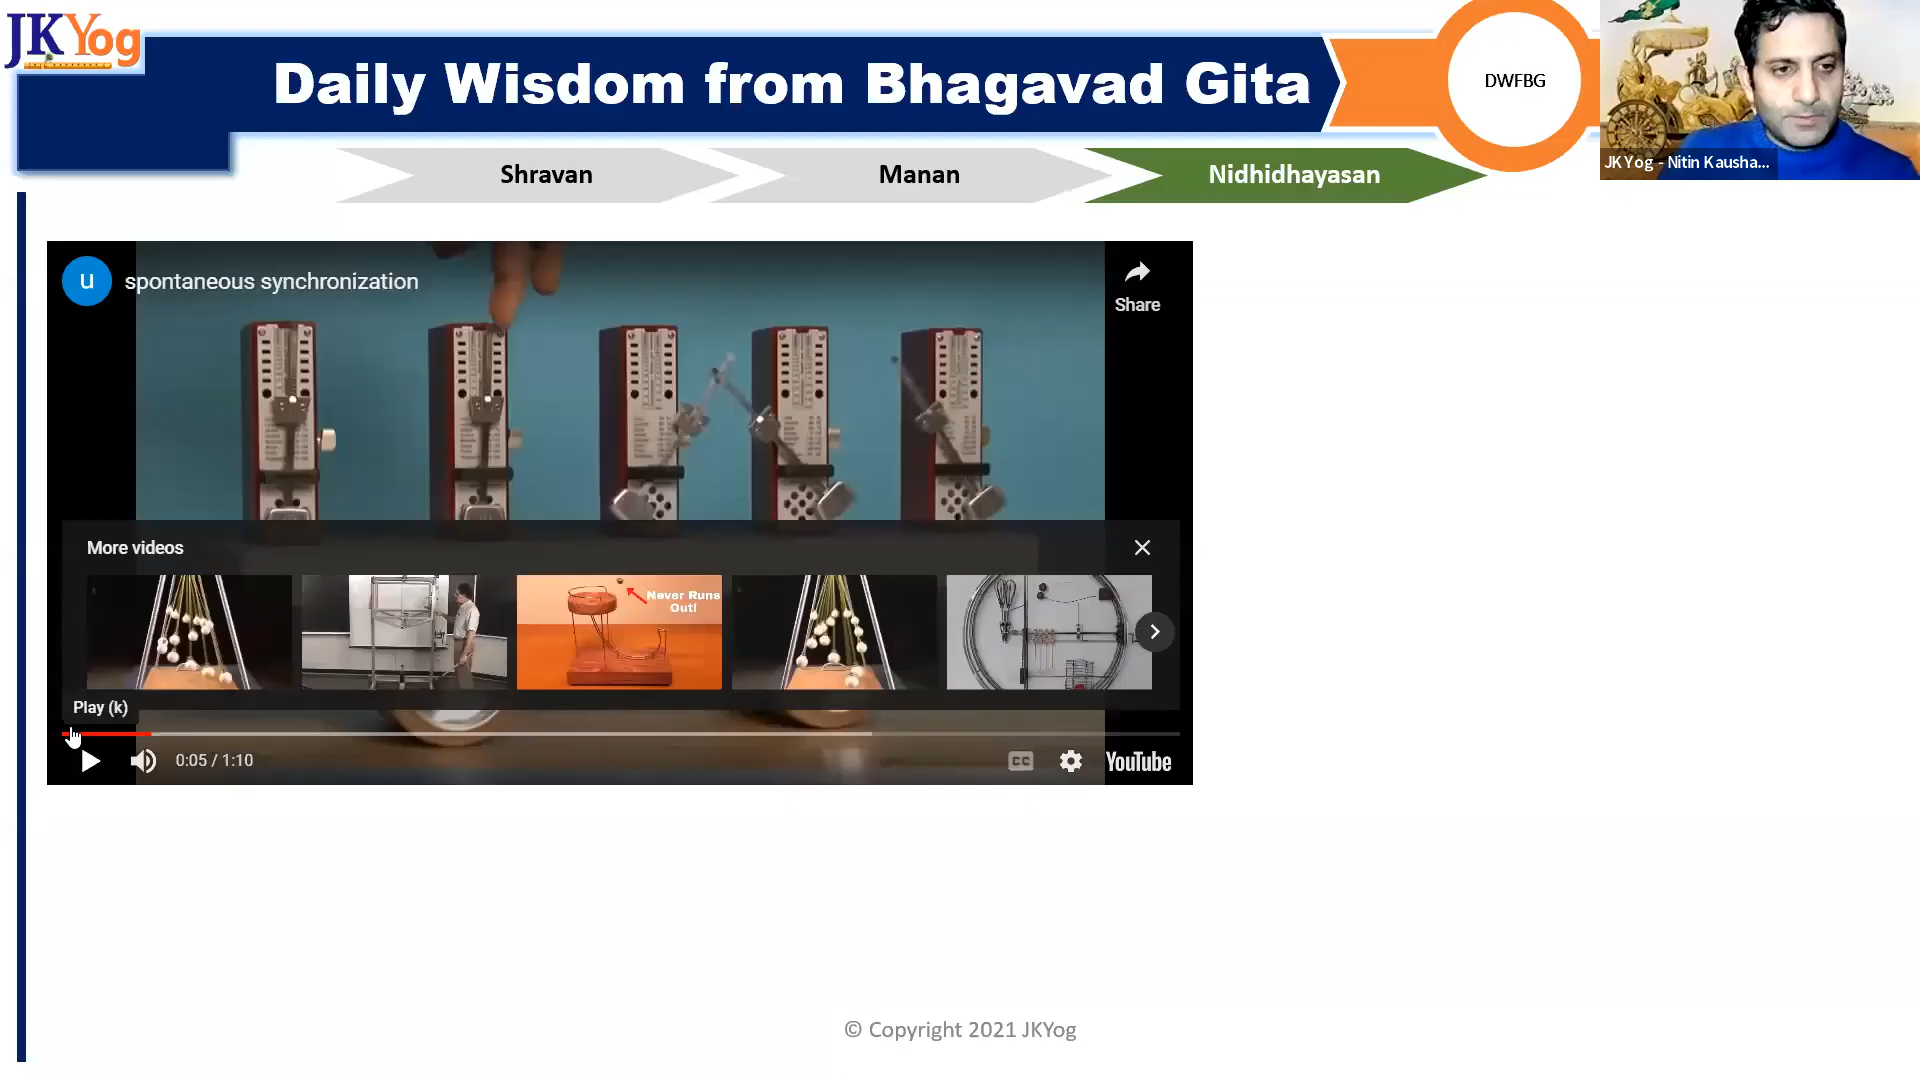 JKYog
Daily Wisdom from Bhagavad Gita
DWFBG
JK Yog - Nitin Kausha...
Shravan
Manan
Nidhidhayasan
u
spontaneous synchronization
Share
More videos
Never Runs
Out!
Play (k)
0:05 / 1:10
CC
YouTube
© Copyright 2021 JKYog